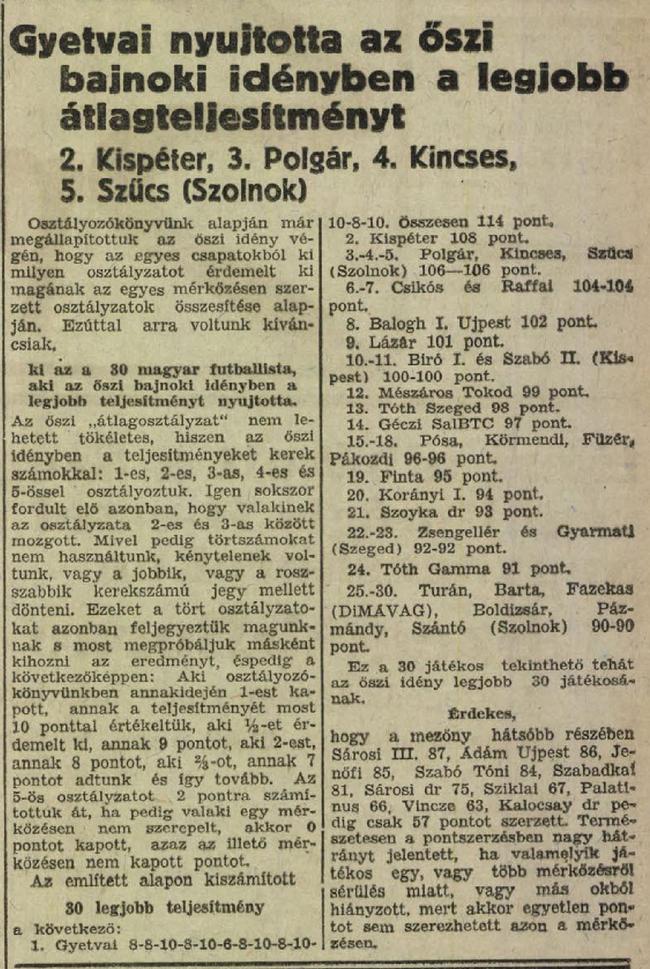 Gyetvai nyujtotta az őszi
bajnoki idényben a legjobb
átlagteljesítményt
2. Kispéter, 3. Polgár, 4. Kincses,
5. Szücs (Szolnok)
Osztályozókönyvünk alapján már
megállapítottuk az őszi idény vé-
gén, hogy az egyes csapatokból ki
milyen osztályzatot érdemelt ki
magának az egyes mérkőzésen szer-
zett osztályzatok összesítése alap-
ján. Ezúttal arra voltunk kíván-
csiak,
ki az a 30 magyar futballista,
aki az őszi bajnoki idényben a
legjobb teljesítményt nyujtotta.
Az őszi „átlagosztályzat" nem le-
hetett tökéletes, hiszen az őszi
idényben a teljesítményeket kerek
számokkal: 1-es, 2-es, 3-as, 4-es és
5-össel osztályoztuk. Igen sokszor
fordult elő azonban, hogy valakinek
az osztályzata 2-es és 3-as között
mozgott. Mivel pedig törtszámokat
nem használtunk, kénytelenek vol-
tunk, vagy a jobbik, vagy a rosz-
szabbik kerekszámú jegy mellett
dönteni. Ezeket a tört osztályzato-
kat azonban feljegyeztük magunk-
nak s most megpróbáljuk másként
kihozni az eredményt, éspedig a
következőképpen: Aki osztályozó-
könyvünkben annakidején 1-est ka-
pott, annak a teljesítményét most
10 ponttal értékeltük, aki ½-et ér-
demelt ki, annak 9 pontot, aki 2-est,
annak 8 pontot, aki ⅔-ot, annak 7
pontot adtunk és így tovább. Az
5-ös osztályzatot 2 pontra számí-
tottuk át, ha pedig valaki egy mér-
kőzésen nem szerepelt, akkor 0
pontot kapott, azaz az illető mér-
kőzésen nem kapott pontot.
Az említett alapon kiszámított
30 legjobb teljesítmény
a következő:
1. Gyetvai 8-8-10-8-10-6-8-10-8-10-
10-8-10. Összesen 114 pont.
2. Kispéter 108 pont.
3.-4.-5. Polgár, Kincses, Szücs
(Szolnok) 106—106 pont.
6.-7. Csikós és Raffai 104-104
pont.
8. Balogh I. Ujpest 102 pont.
9. Lázár 101 pont.
10.-11. Biró I. és Szabó II. (Kis-
pest) 100-100 pont.
12. Mészáros Tokod 99 pont.
13. Tóth Szeged 98 pont.
14. Géczi SalBTC 97 pont.
15.-18. Pósa, Körmendi, Füzér,
Pákozdi 96-96 pont.
19. Finta 95 pont.
20. Korányi I. 94 pont.
21. Szoyka dr 93 pont.
22.-23. Zsengellér és Gyarmati
(Szeged) 92-92 pont.
24. Tóth Gamma 91 pont.
25.-30. Turán, Barta, Fazekas
(DiMÁVAG), Boldizsár, Páz-
mándy, Szántó (Szolnok) 90-90
pont.
Ez a 30 játékos tekinthető tehát
az őszi idény legjobb 30 játékosá-
nak.
Érdekes,
hogy a mezőny hátsóbb részében
Sárosi III. 87, Ádám Ujpest 86, Je-
nőfi 85, Szabó Tóni 84, Szabadkai
81, Sárosi dr 75, Sziklai 67, Palati-
nus 66, Vincze 63, Kalocsay dr pe-
dig csak 57 pontot szerzett. Termé-
szetesen a pontszerzésben nagy hát-
rányt jelentett, ha valamelyik já-
tékos egy, vagy több mérkőzésről
sérülés miatt, vagy más okból
hiányzott, mert akkor egyetlen pon-
tot sem szerezhetett azon a mérkő-
zésen.